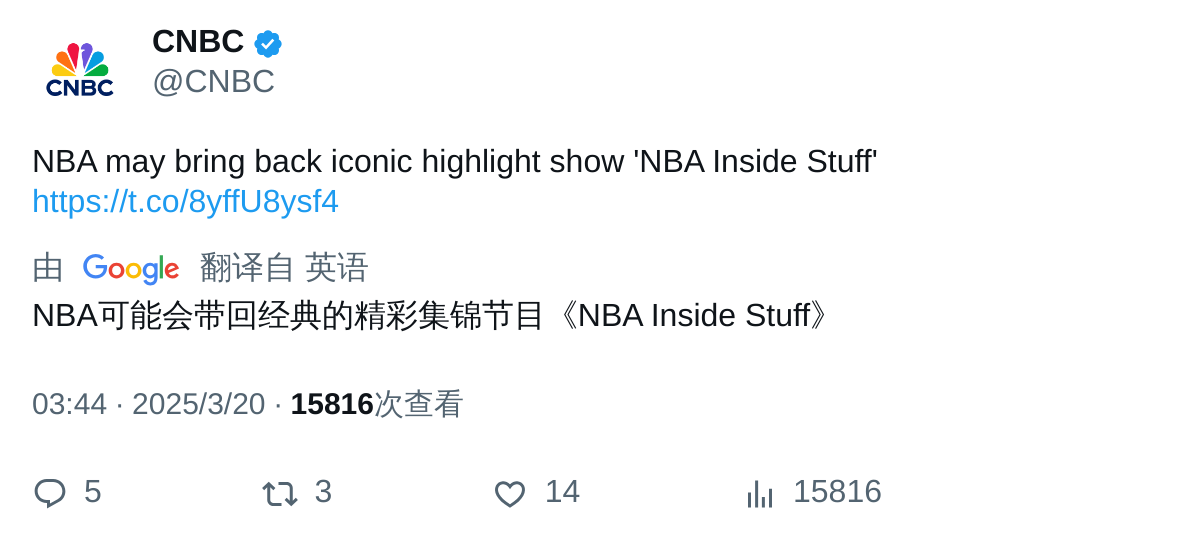 CNBC
CNBC
@CNBC
NBA may bring back iconic highlight show 'NBA Inside Stuff'
https://t.co/8yffU8ysf4
由 Google 翻译自 英语
NBA可能会带回经典的精彩集锦节目《NBA Inside Stuff》
03:44 · 2025/3/20 · 15816次查看
5 3 14 15816